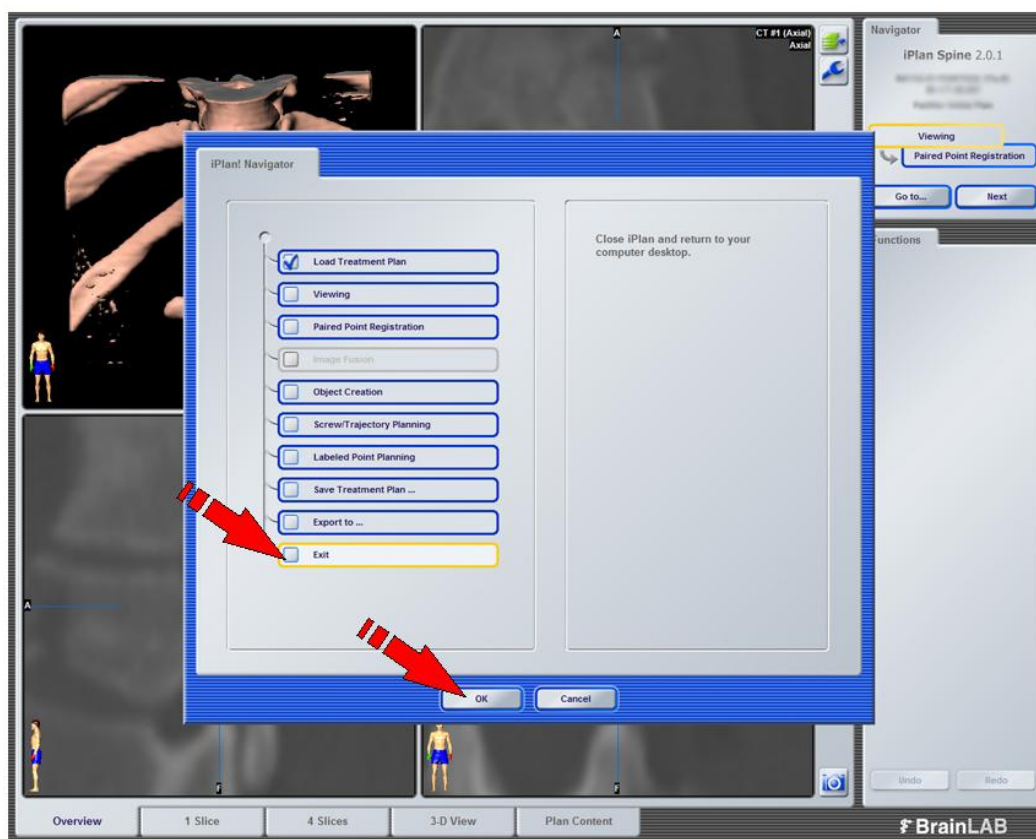 CT #1 (Axial)
Axial
A
Navigator
iPlan Spine 2.0.1
Viewing
Paired Point Registration
Go to...
Next
Functions
iPlan! Navigator
Load Treatment Plan
Viewing
Paired Point Registration
Image Fusion
Object Creation
Screw/Trajectory Planning
Labeled Point Planning
Save Treatment Plan ...
Export to ...
Exit
Close iPlan and return to your
computer desktop.
OK
Cancel
A
F
F
Undo
Redo
Overview
1 Slice
4 Slices
3-D View
Plan Content
BrainLAB